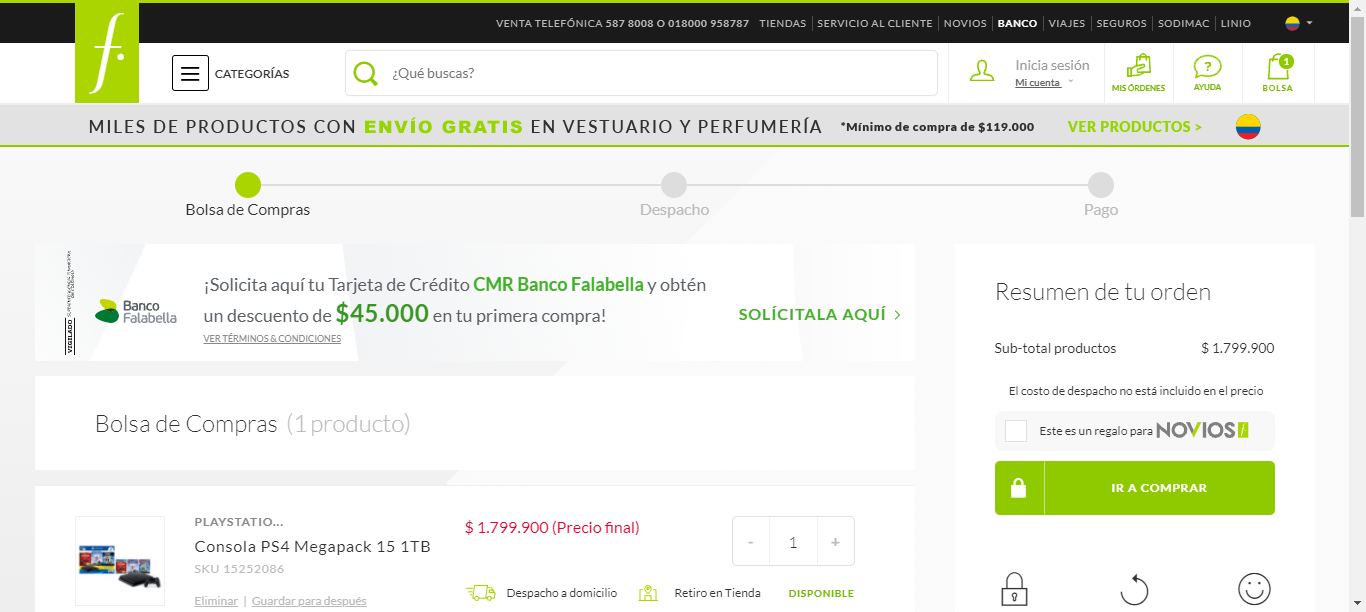 VENTA TELEFÓNICA 587 8008 O 018000 958787 TIENDAS SERVICIO AL CLIENTE NOVIOS BANCO VIAJES SEGUROS SODIMAC LINIO
f.
CATEGORÍAS
¿Qué buscas?
Inicia sesión
Mi cuenta
MIS ÓRDENES
?
AYUDA
1
BOLSA
MILES DE PRODUCTOS CON ENVÍO GRATIS EN VESTUARIO Y PERFUMERÍA *Mínimo de compra de $119.000 VER PRODUCTOS >
Bolsa de Compras
Despacho
Pago
VIGILADO
Banco
Falabella
¡Solicita aquí tu Tarjeta de Crédito CMR Banco Falabella y obtén
un descuento de $45.000 en tu primera compra!
VER TÉRMINOS & CONDICIONES
SOLÍCITALA AQUÍ >
Bolsa de Compras (1 producto)
PLAYSTATIO...
Consola PS4 Megapack 15 1TB
SKU 15252086
Eliminar | Guardar para después
$ 1.799.900 (Precio final)
- 1 +
Despacho a domicilio
Retiro en Tienda
DISPONIBLE
Resumen de tu orden
Sub-total productos $ 1.799.900
El costo de despacho no está incluido en el precio
Este es un regalo para NOVIOS f
IR A COMPRAR